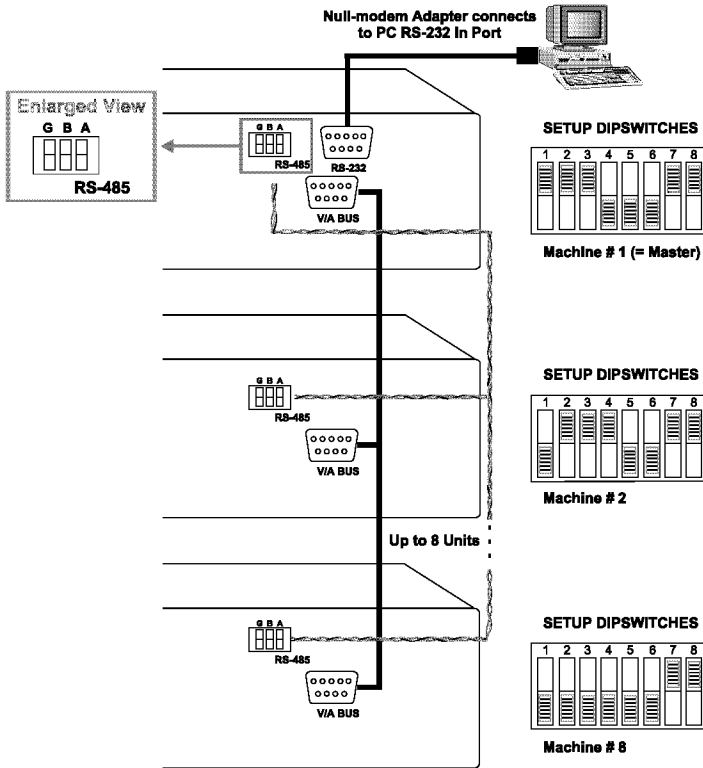 Null-modem Adapter connects
to PC RS-232 In Port
Enlarged View
G B A
RS-485
G B A
RS-485
RS-232
V/A BUS
SETUP DIPSWITCHES
1 2 3 4 5 6 7 8
Machine # 1 (= Master)
G B A
RS-485
V/A BUS
SETUP DIPSWITCHES
1 2 3 4 5 6 7 8
Machine # 2
Up to 8 Units
G B A
RS-485
V/A BUS
SETUP DIPSWITCHES
1 2 3 4 5 6 7 8
Machine # 8